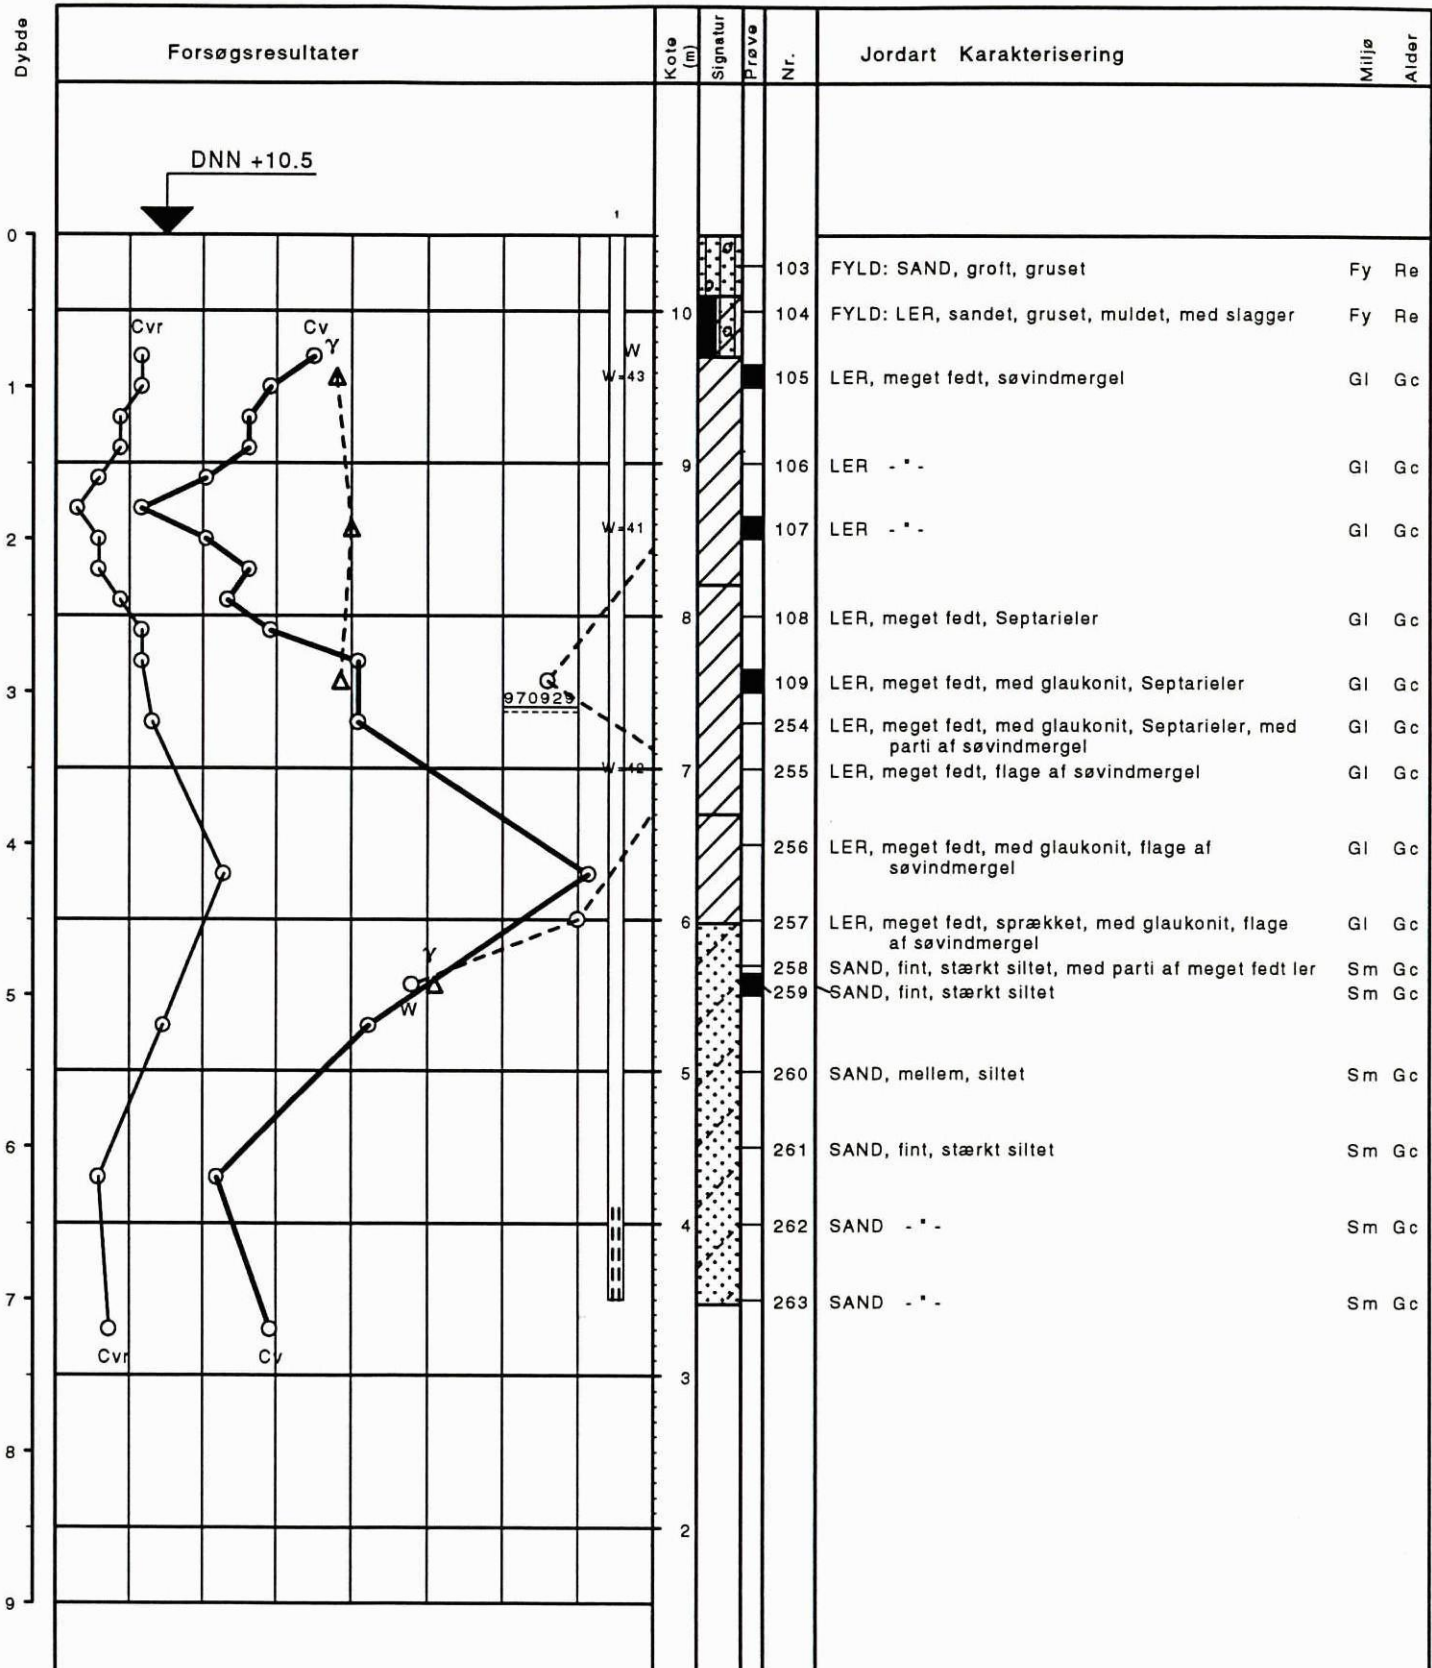 Dybde
Forsøgsresultater
Kote (m)
Signatur
Prøve
Nr.
Jordart Karakterisering
Miljø
Alder
DNN +10.5
1
0
103 FYLD: SAND, groft, gruset Fy Re
10 104 FYLD: LER, sandet, gruset, muldet, med slagger Fy Re
Cvr Cv γ W
1 W=43 105 LER, meget fedt, søvindmergel Gl Gc
9 106 LER -"- Gl Gc
2 W=41 107 LER -"- Gl Gc
8 108 LER, meget fedt, Septarieler Gl Gc
3 970929 109 LER, meget fedt, med glaukonit, Septarieler Gl Gc
254 LER, meget fedt, med glaukonit, Septarieler, med Gl Gc
parti af søvindmergel
W=42 7 255 LER, meget fedt, flage af søvindmergel Gl Gc
4 256 LER, meget fedt, med glaukonit, flage af Gl Gc
søvindmergel
6 257 LER, meget fedt, sprækket, med glaukonit, flage Gl Gc
af søvindmergel
γ 258 SAND, fint, stærkt siltet, med parti af meget fedt ler Sm Gc
5 W 259 SAND, fint, stærkt siltet Sm Gc
5 260 SAND, mellem, siltet Sm Gc
6 261 SAND, fint, stærkt siltet Sm Gc
4 262 SAND -"- Sm Gc
7 263 SAND -"- Sm Gc
Cvr Cv
3
8
2
9